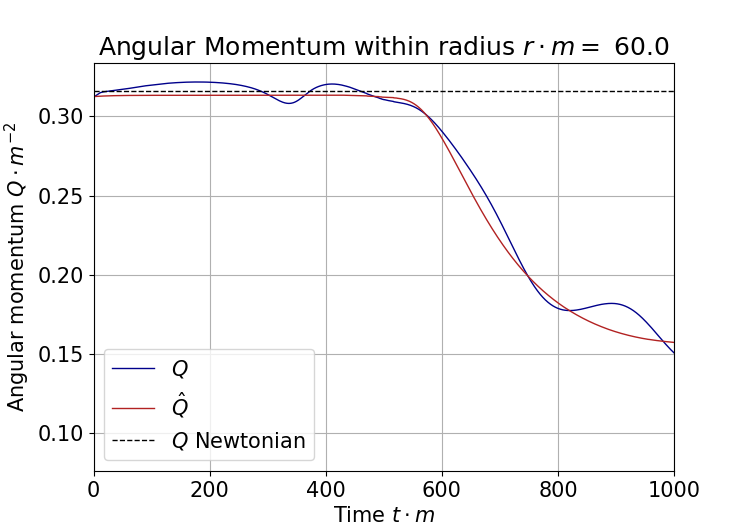 Angular Momentum within radius r · m = 60.0
Angular momentum Q · m⁻²
0.30
0.25
0.20
0.15
0.10
Q
Q̂
Q Newtonian
0 200 400 600 800 1000
Time t · m